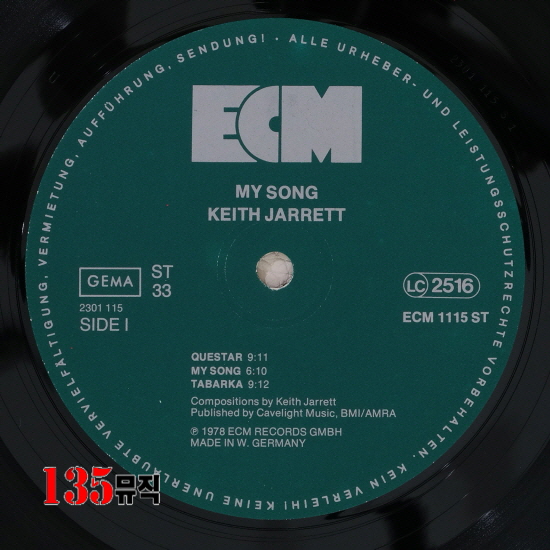 KEINE UNERLAUBTE VERVIELFÄLTIGUNG, VERMIETUNG, AUFFÜHRUNG, SENDUNG! · ALLE URHEBER- UND LEISTUNGSSCHUTZRECHTE VORBEHALTEN. KEIN VERLEIH!
ECM
MY SONG
KEITH JARRETT
GEMA
ST
33
2301 115
SIDE I
LC 2516
ECM 1115 ST
QUESTAR 9:11
MY SONG 6:10
TABARKA 9:12
Compositions by Keith Jarrett
Published by Cavelight Music, BMI/AMRA
℗ 1978 ECM RECORDS GMBH
MADE IN W. GERMANY
135뮤직